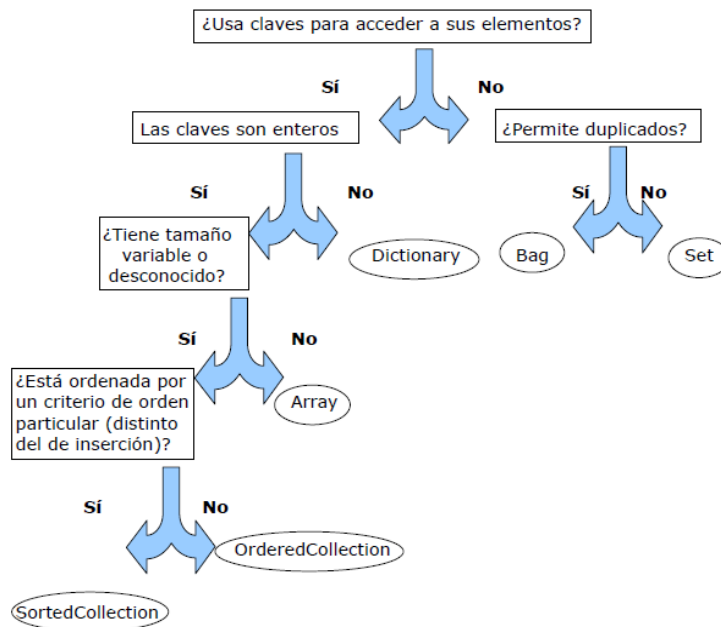 ¿Usa claves para acceder a sus elementos?
Sí
No
Las claves son enteros
¿Permite duplicados?
Sí
No
Sí
No
¿Tiene tamaño
variable o
desconocido?
Dictionary
Bag
Set
Sí
No
¿Está ordenada por
un criterio de orden
particular (distinto
del de inserción)?
Array
Sí
No
OrderedCollection
SortedCollection